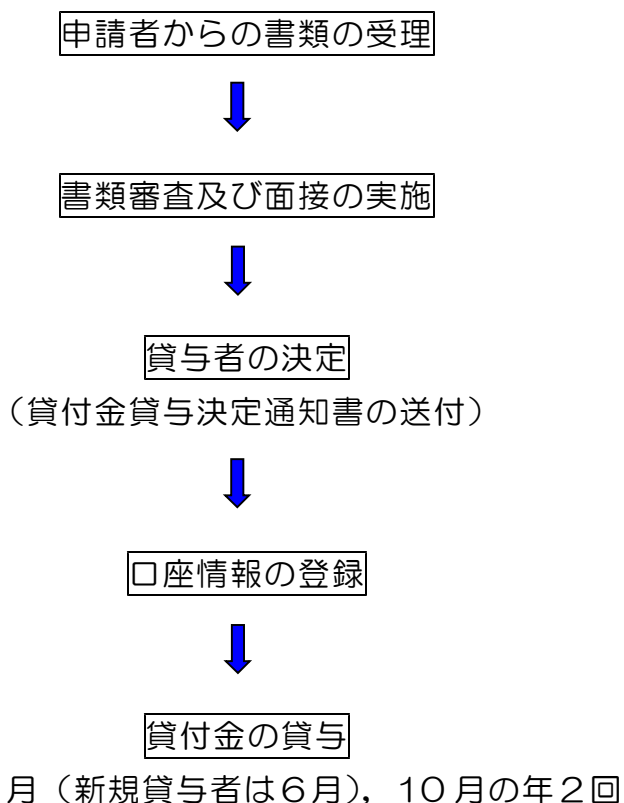 申請者からの書類の受理
書類審査及び面接の実施
貸与者の決定
（貸付金貸与決定通知書の送付）
口座情報の登録
貸付金の貸与
月（新規貸与者は６月），１０月の年２回